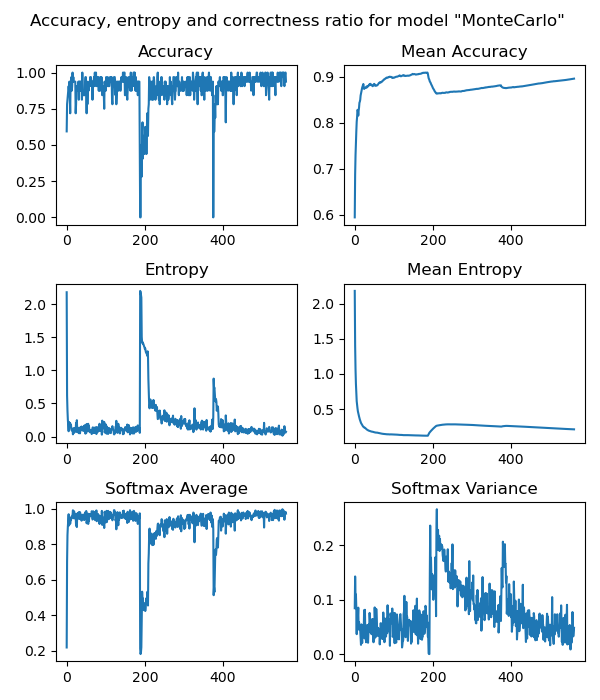 Accuracy, entropy and correctness ratio for model "MonteCarlo"
Accuracy
1.00
0.75
0.50
0.25
0.00
0 200 400
Mean Accuracy
0.9
0.8
0.7
0.6
0 200 400
Entropy
2.0
1.5
1.0
0.5
0.0
0 200 400
Mean Entropy
2.0
1.5
1.0
0.5
0 200 400
Softmax Average
1.0
0.8
0.6
0.4
0.2
0 200 400
Softmax Variance
0.2
0.1
0.0
0 200 400